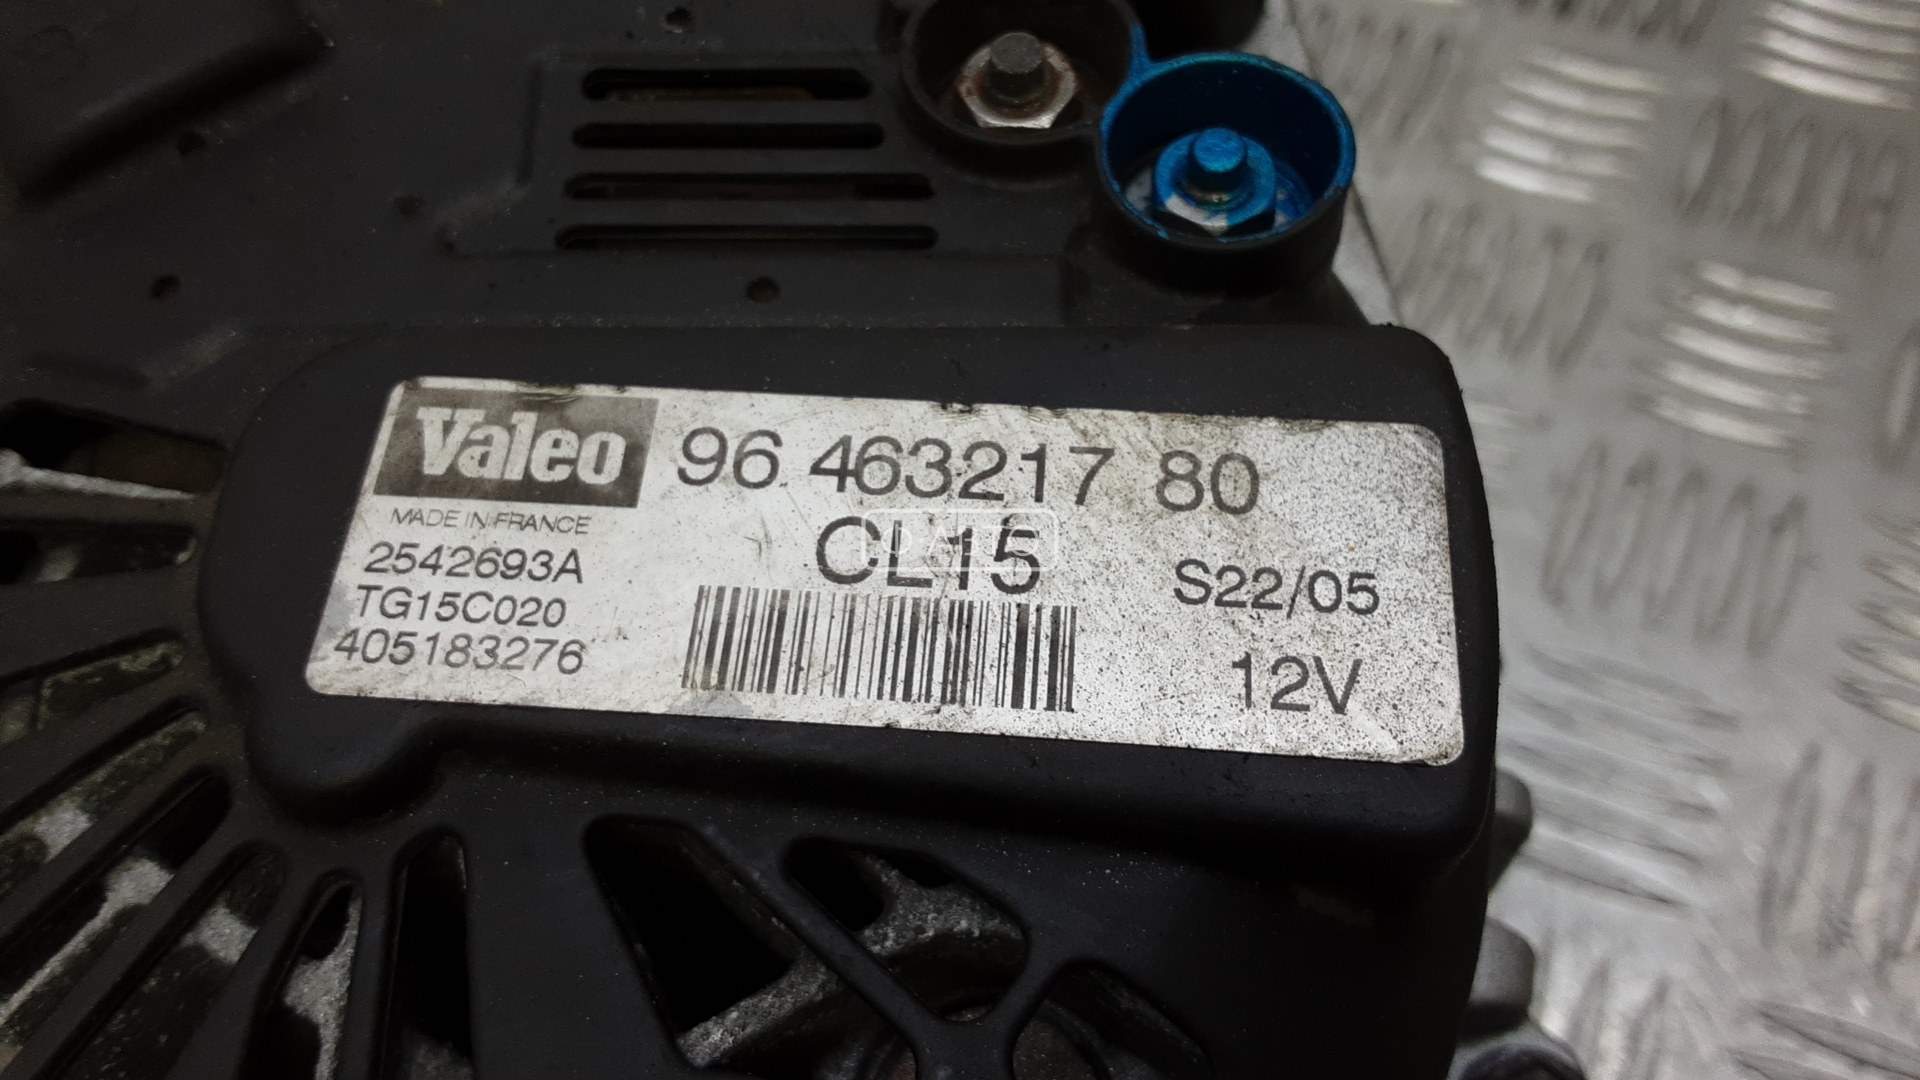 Valeo
96 463217 80
MADE IN FRANCE
CL15
2542693A
S22/05
TG15C020
405183276
12V